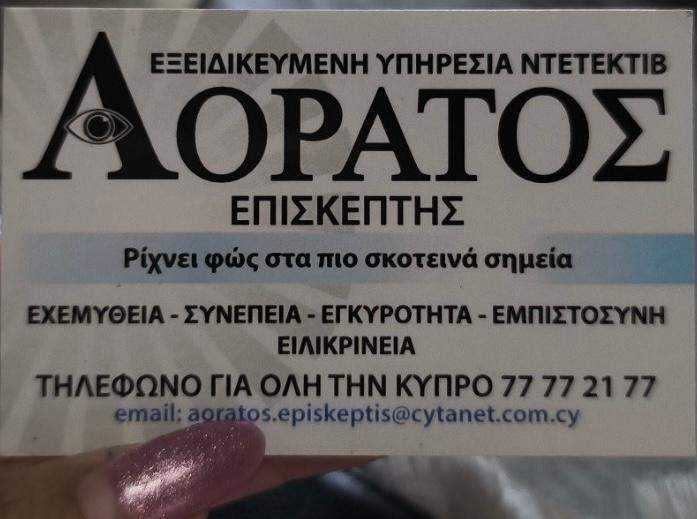 ΕΞΕΙΔΙΚΕΥΜΕΝΗ ΥΠΗΡΕΣΙΑ ΝΤΕΤΕΚΤΙΒ
ΑΟΡΑΤΟΣ
ΕΠΙΣΚΕΠΤΗΣ
Ρίχνει φώς στα πιο σκοτεινά σημεία
ΕΧΕΜΥΘΕΙΑ - ΣΥΝΕΠΕΙΑ - ΕΓΚΥΡΟΤΗΤΑ - ΕΜΠΙΣΤΟΣΥΝΗ
ΕΙΛΙΚΡΙΝΕΙΑ
ΤΗΛΕΦΩΝΟ ΓΙΑ ΟΛΗ ΤΗΝ ΚΥΠΡΟ 77 77 21 77
email: aoratos.episkeptis@cytanet.com.cy